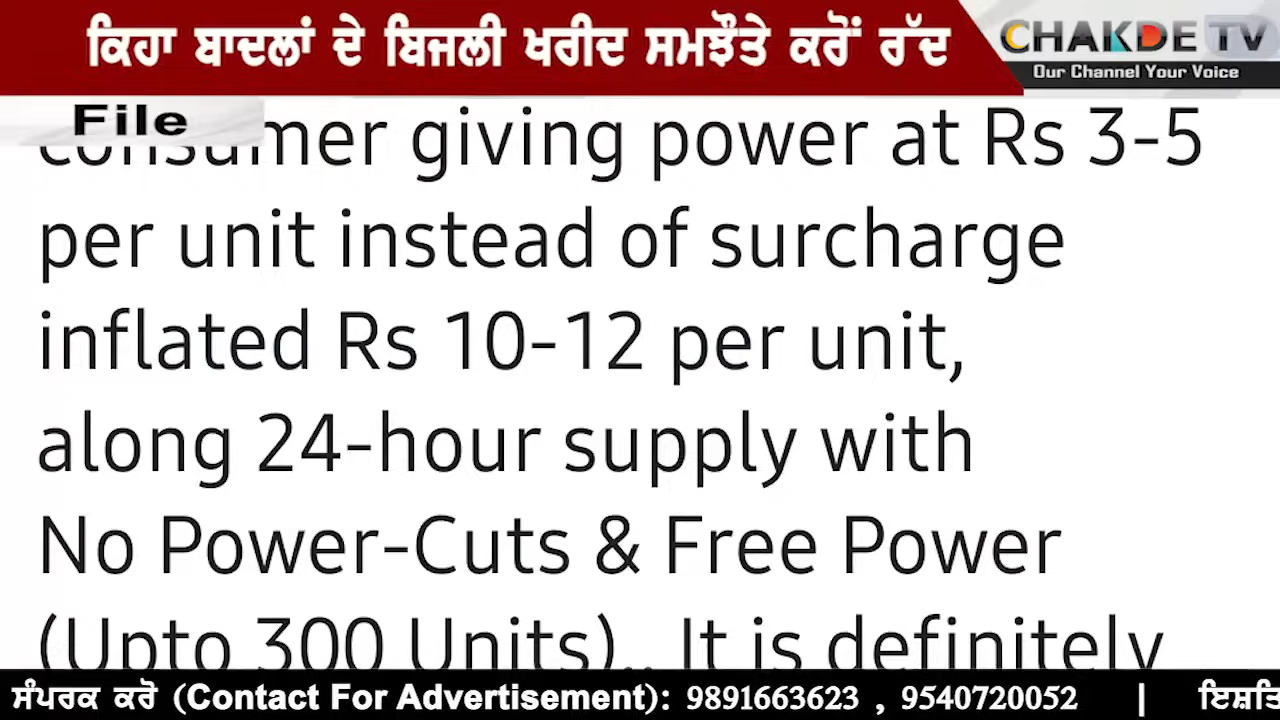 ਕਿਹਾ ਬਾਦਲਾਂ ਦੇ ਬਿਜਲੀ ਖਰੀਦ ਸਮਝੌਤੇ ਕਰੋਂ ਰੱਦ
CHAKDE TV
Our Channel Your Voice
File
consumer giving power at Rs 3-5
per unit instead of surcharge
inflated Rs 10-12 per unit,
along 24-hour supply with
No Power-Cuts & Free Power
(Upto 300 Units).. It is definitely
ਸੰਪਰਕ ਕਰੋ (Contact For Advertisement): 9891663623 , 9540720052 |